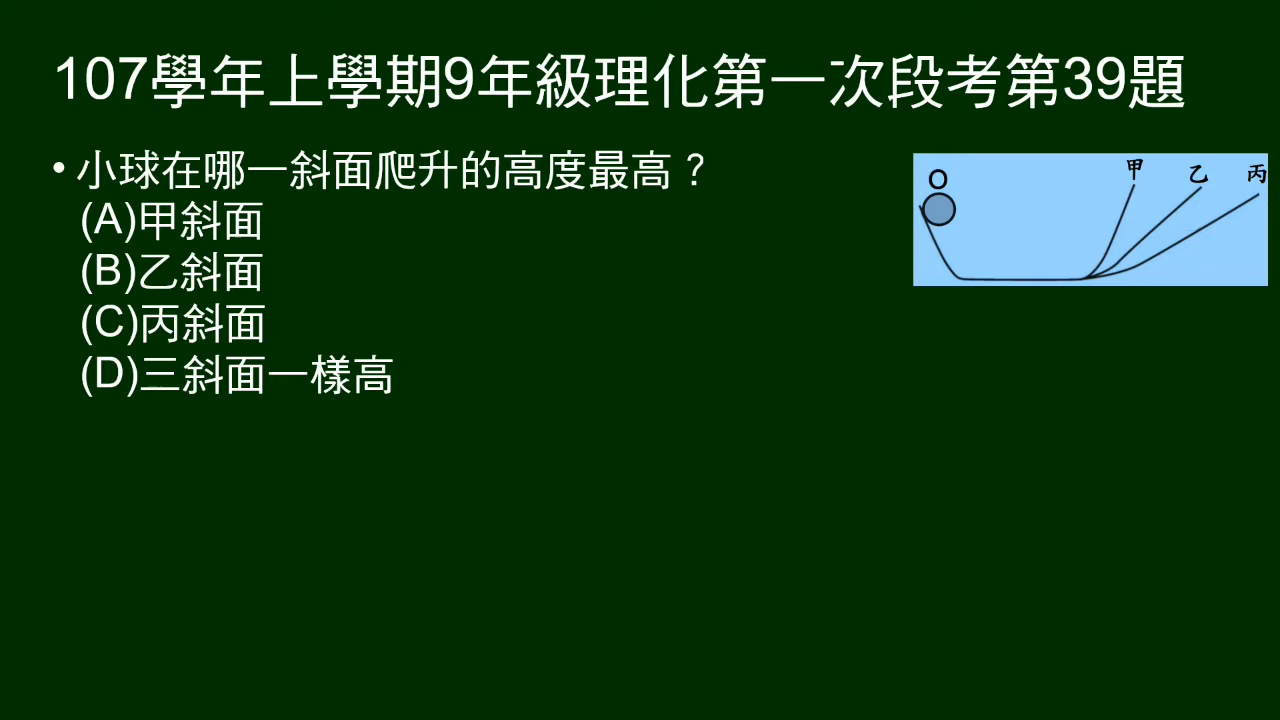 107學年上學期9年級理化第一次段考第39題
• 小球在哪一斜面爬升的高度最高？
(A)甲斜面
(B)乙斜面
(C)丙斜面
(D)三斜面一樣高
O
甲
乙
丙